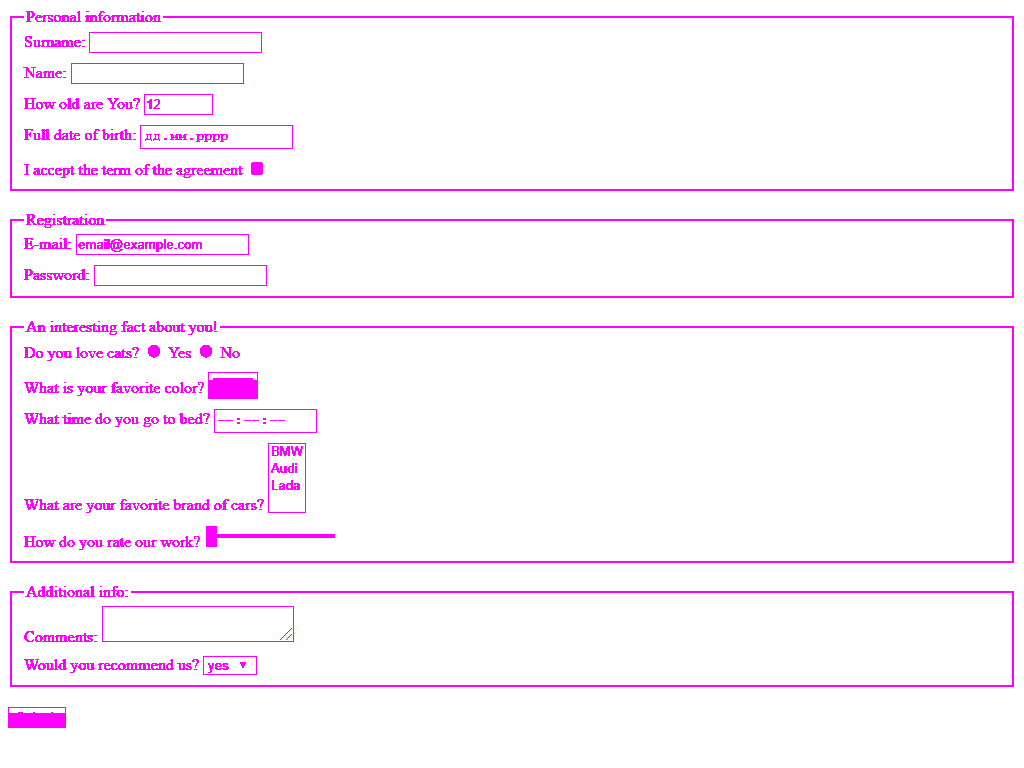 Personal information
Surname:
Name:
How old are You? 12
Full date of birth: дд.мм.рррр
I accept the term of the agreement
Registration
E-mail: email@example.com
Password:
An interesting fact about you!
Do you love cats? Yes No
What is your favorite color?
What time do you go to bed? --:--:--
BMW
Audi
Lada
What are your favorite brand of cars?
How do you rate our work?
Additional info:
Comments:
Would you recommend us? yes